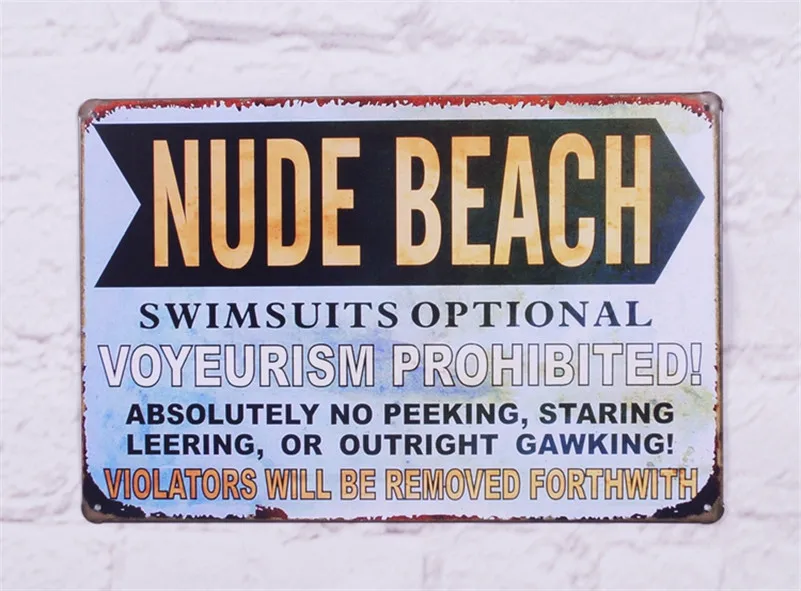 NUDE BEACH
SWIMSUITS OPTIONAL
VOYEURISM PROHIBITED!
ABSOLUTELY NO PEEKING, STARING
LEERING, OR OUTRIGHT GAWKING!
VIOLATORS WILL BE REMOVED FORTHWITH